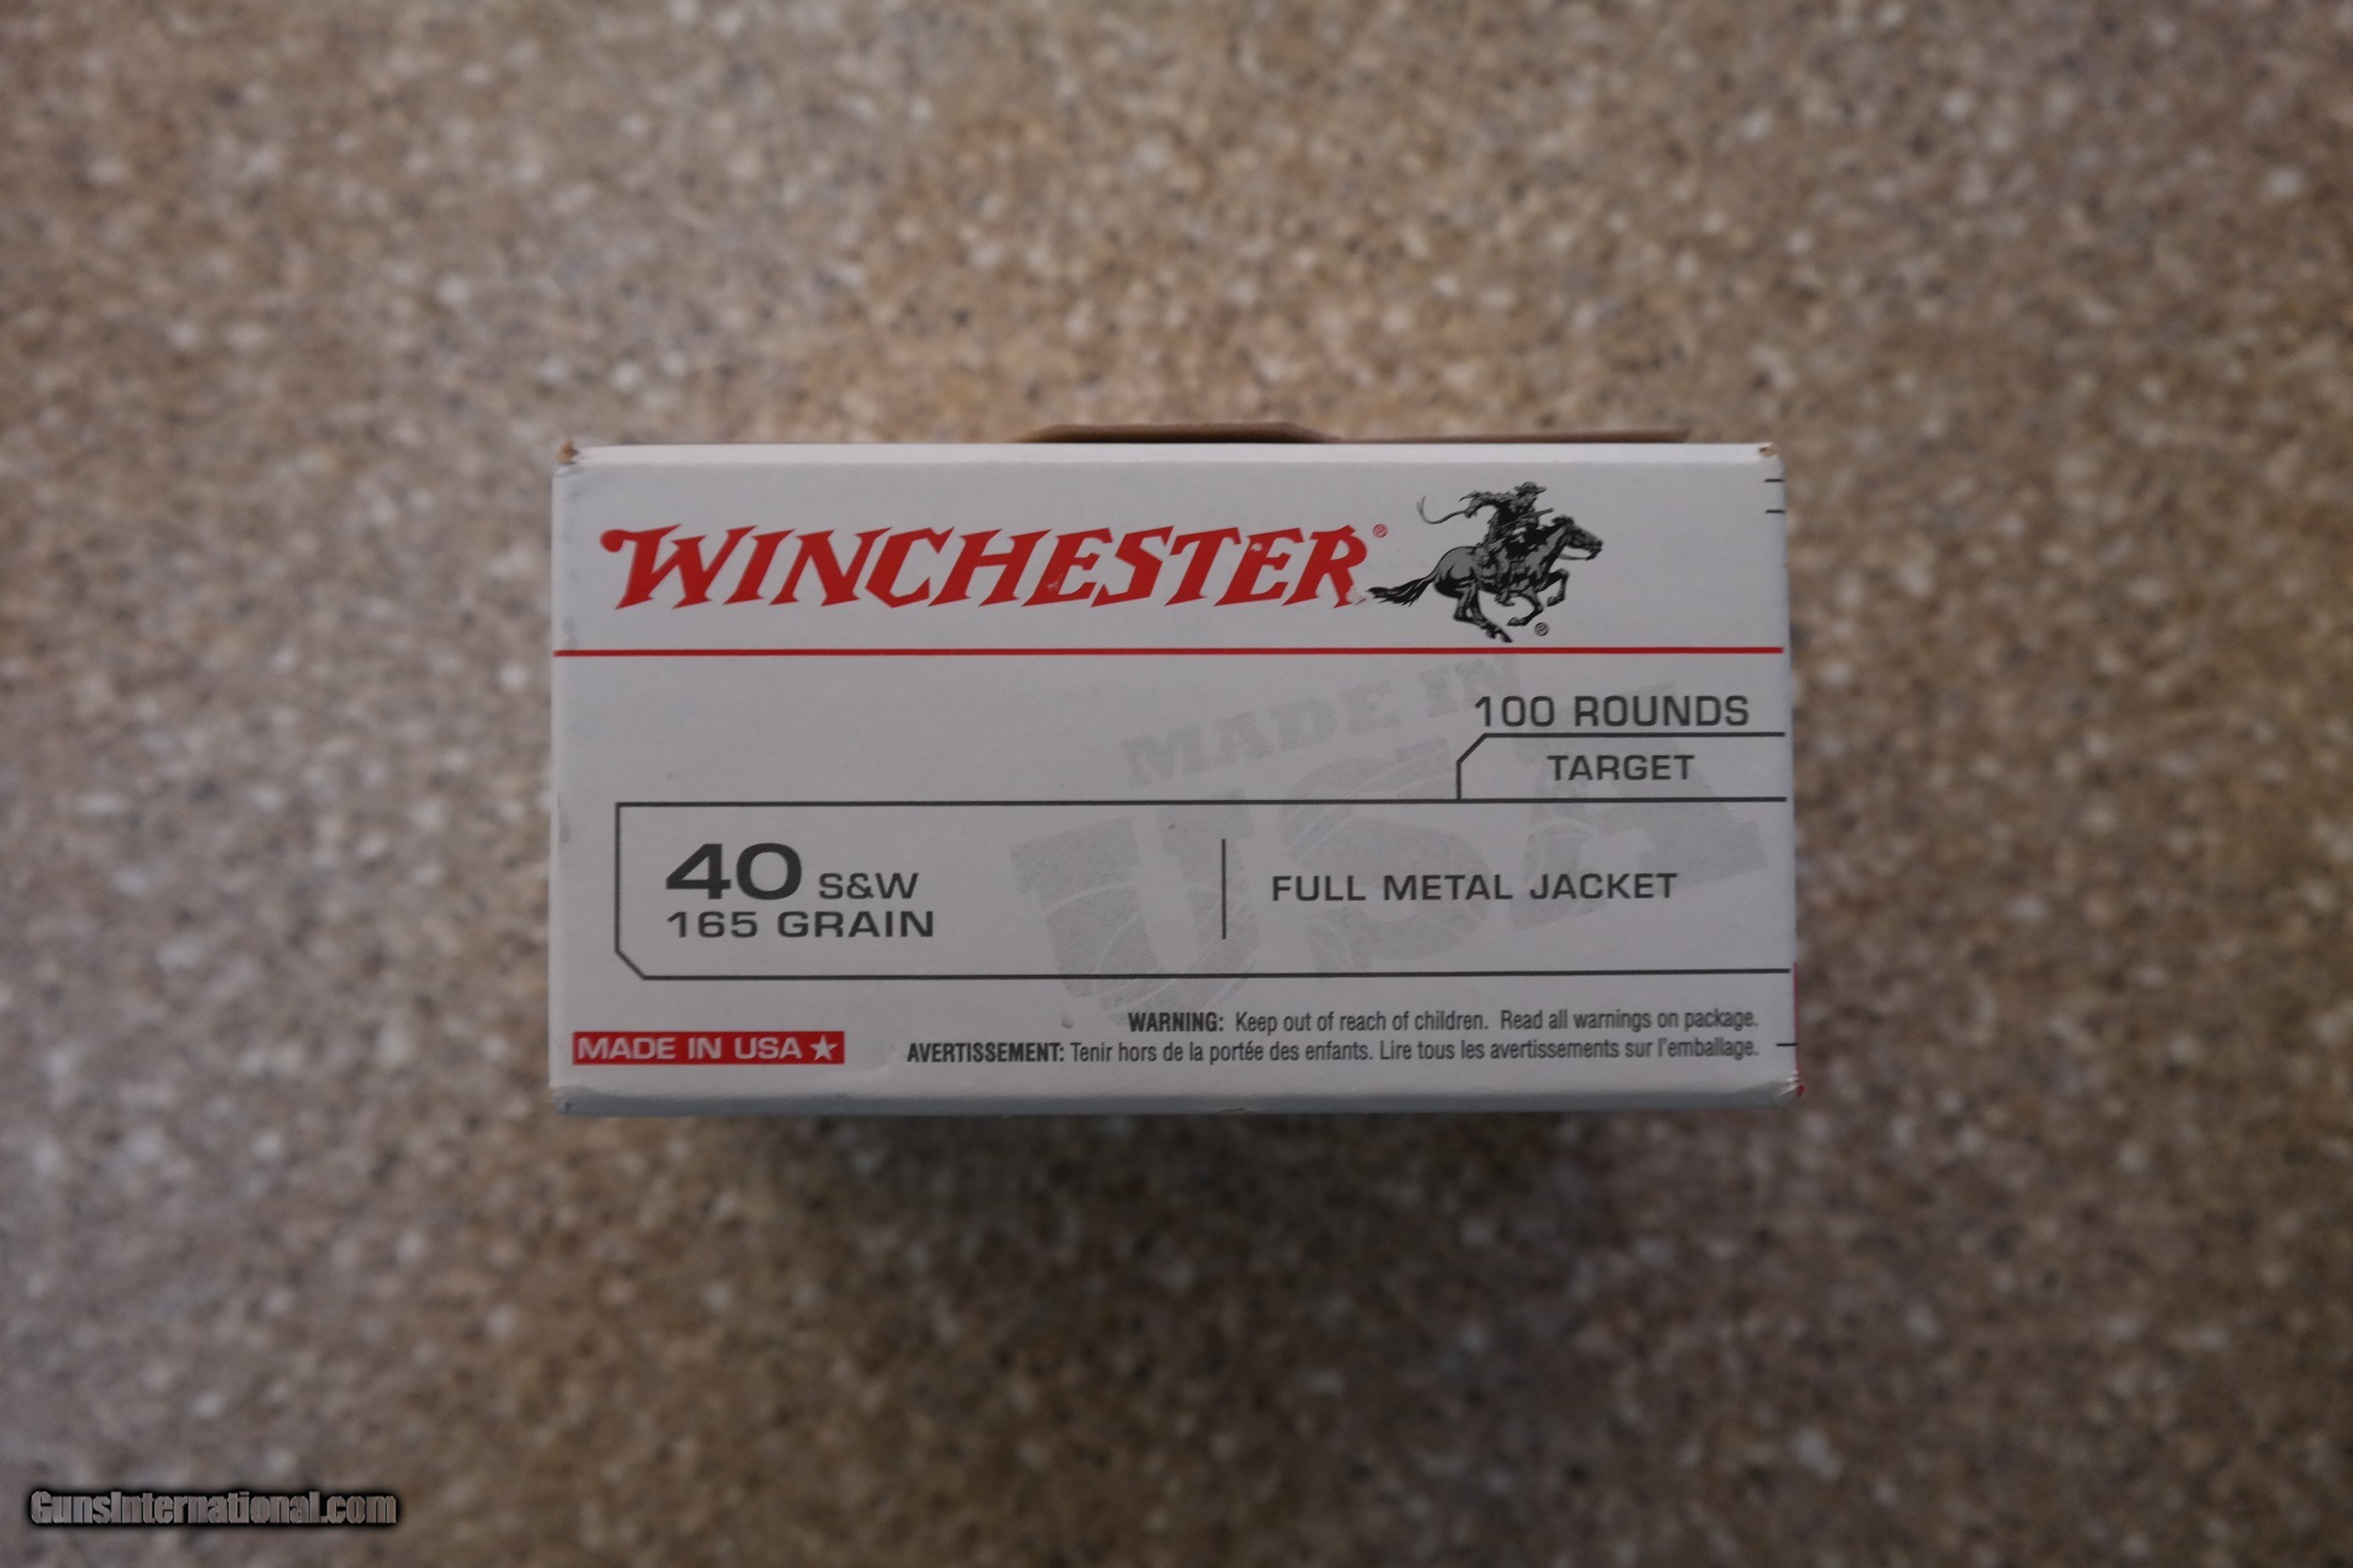 WINCHESTER®
®
MADE IN
USA
100 ROUNDS
TARGET
40 S&W
165 GRAIN
FULL METAL JACKET
MADE IN USA
WARNING: Keep out of reach of children. Read all warnings on package.
AVERTISSEMENT: Tenir hors de la portée des enfants. Lire tous les avertissements sur l'emballage.
GunsInternational.com